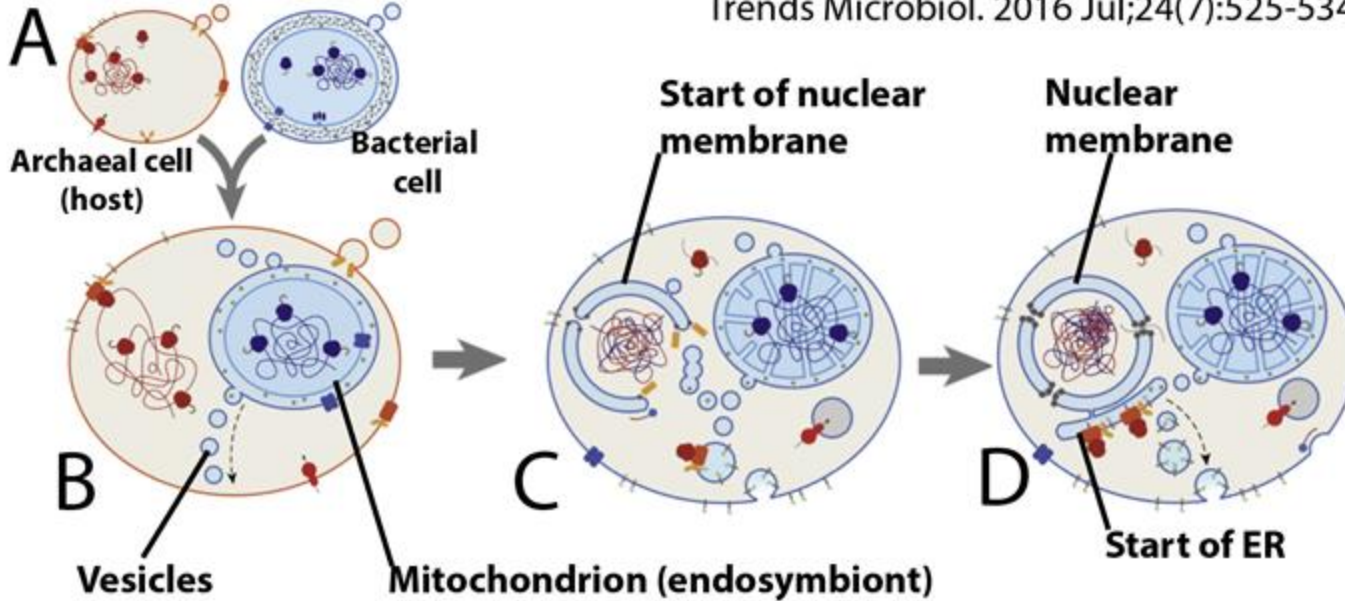 Trends Microbiol. 2016 Jul;24(7):525-534
A
Archaeal cell
(host)
Bacterial
cell
Start of nuclear
membrane
Nuclear
membrane
B
C
D
Vesicles
Mitochondrion (endosymbiont)
Start of ER